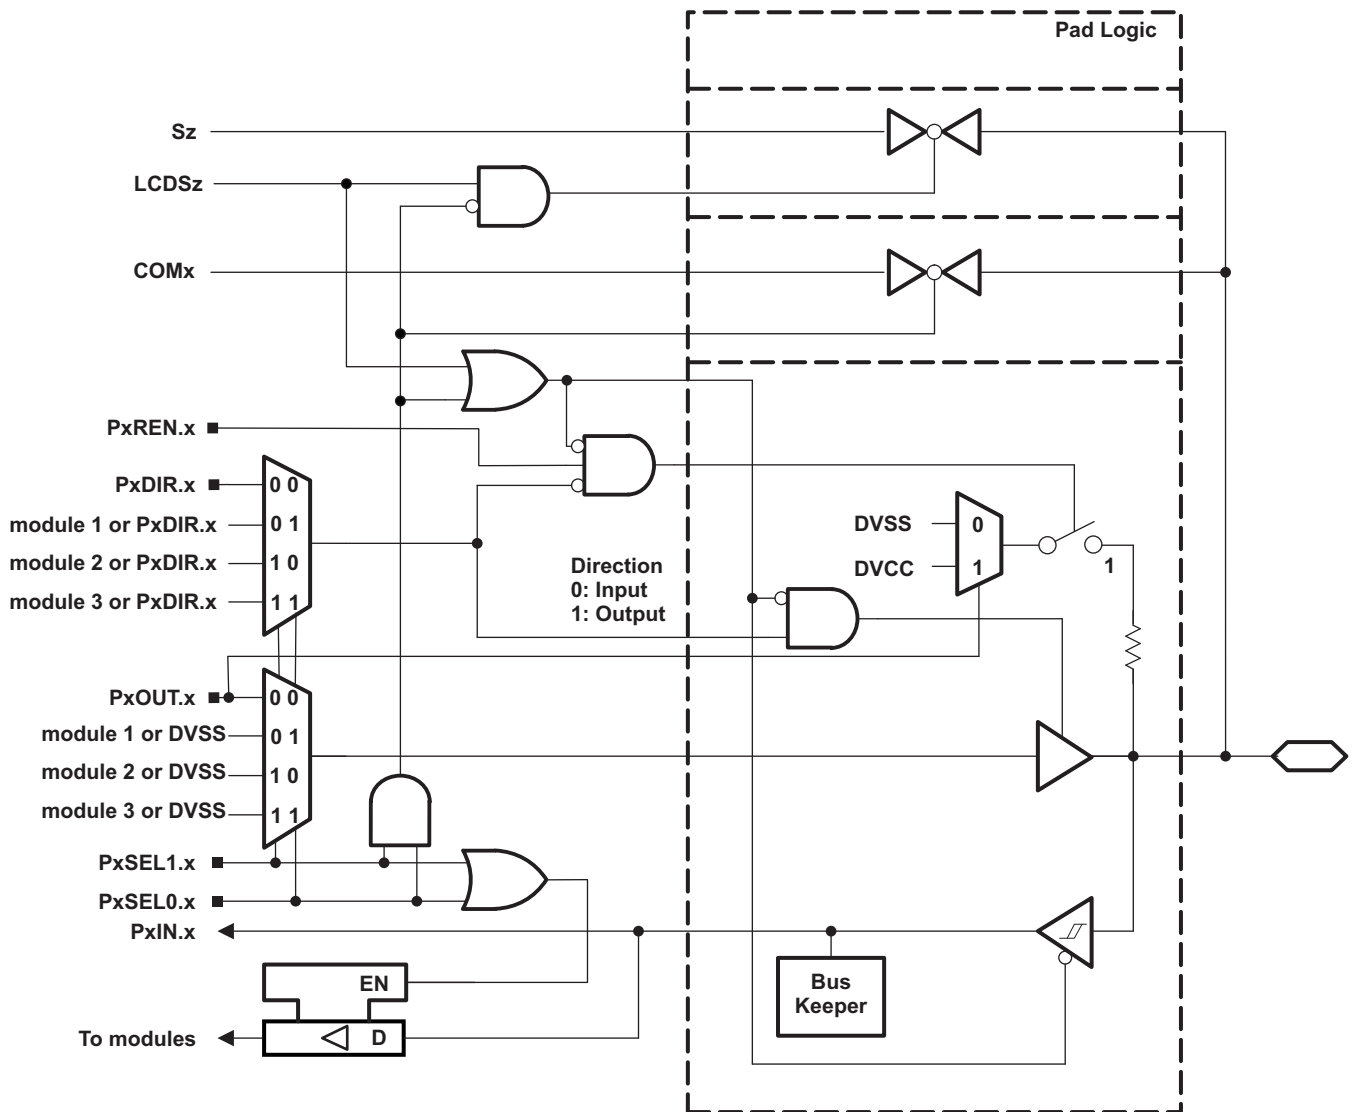 Pad Logic
Sz
LCDSz
COMx
PxREN.x
PxDIR.x
0 0
module 1 or PxDIR.x
0 1
module 2 or PxDIR.x
1 0
module 3 or PxDIR.x
1 1
Direction
0: Input
1: Output
DVSS
0
DVCC
1
1
PxOUT.x
0 0
module 1 or DVSS
0 1
module 2 or DVSS
1 0
module 3 or DVSS
1 1
PxSEL1.x
PxSEL0.x
PxIN.x
EN
Bus
Keeper
To modules
D